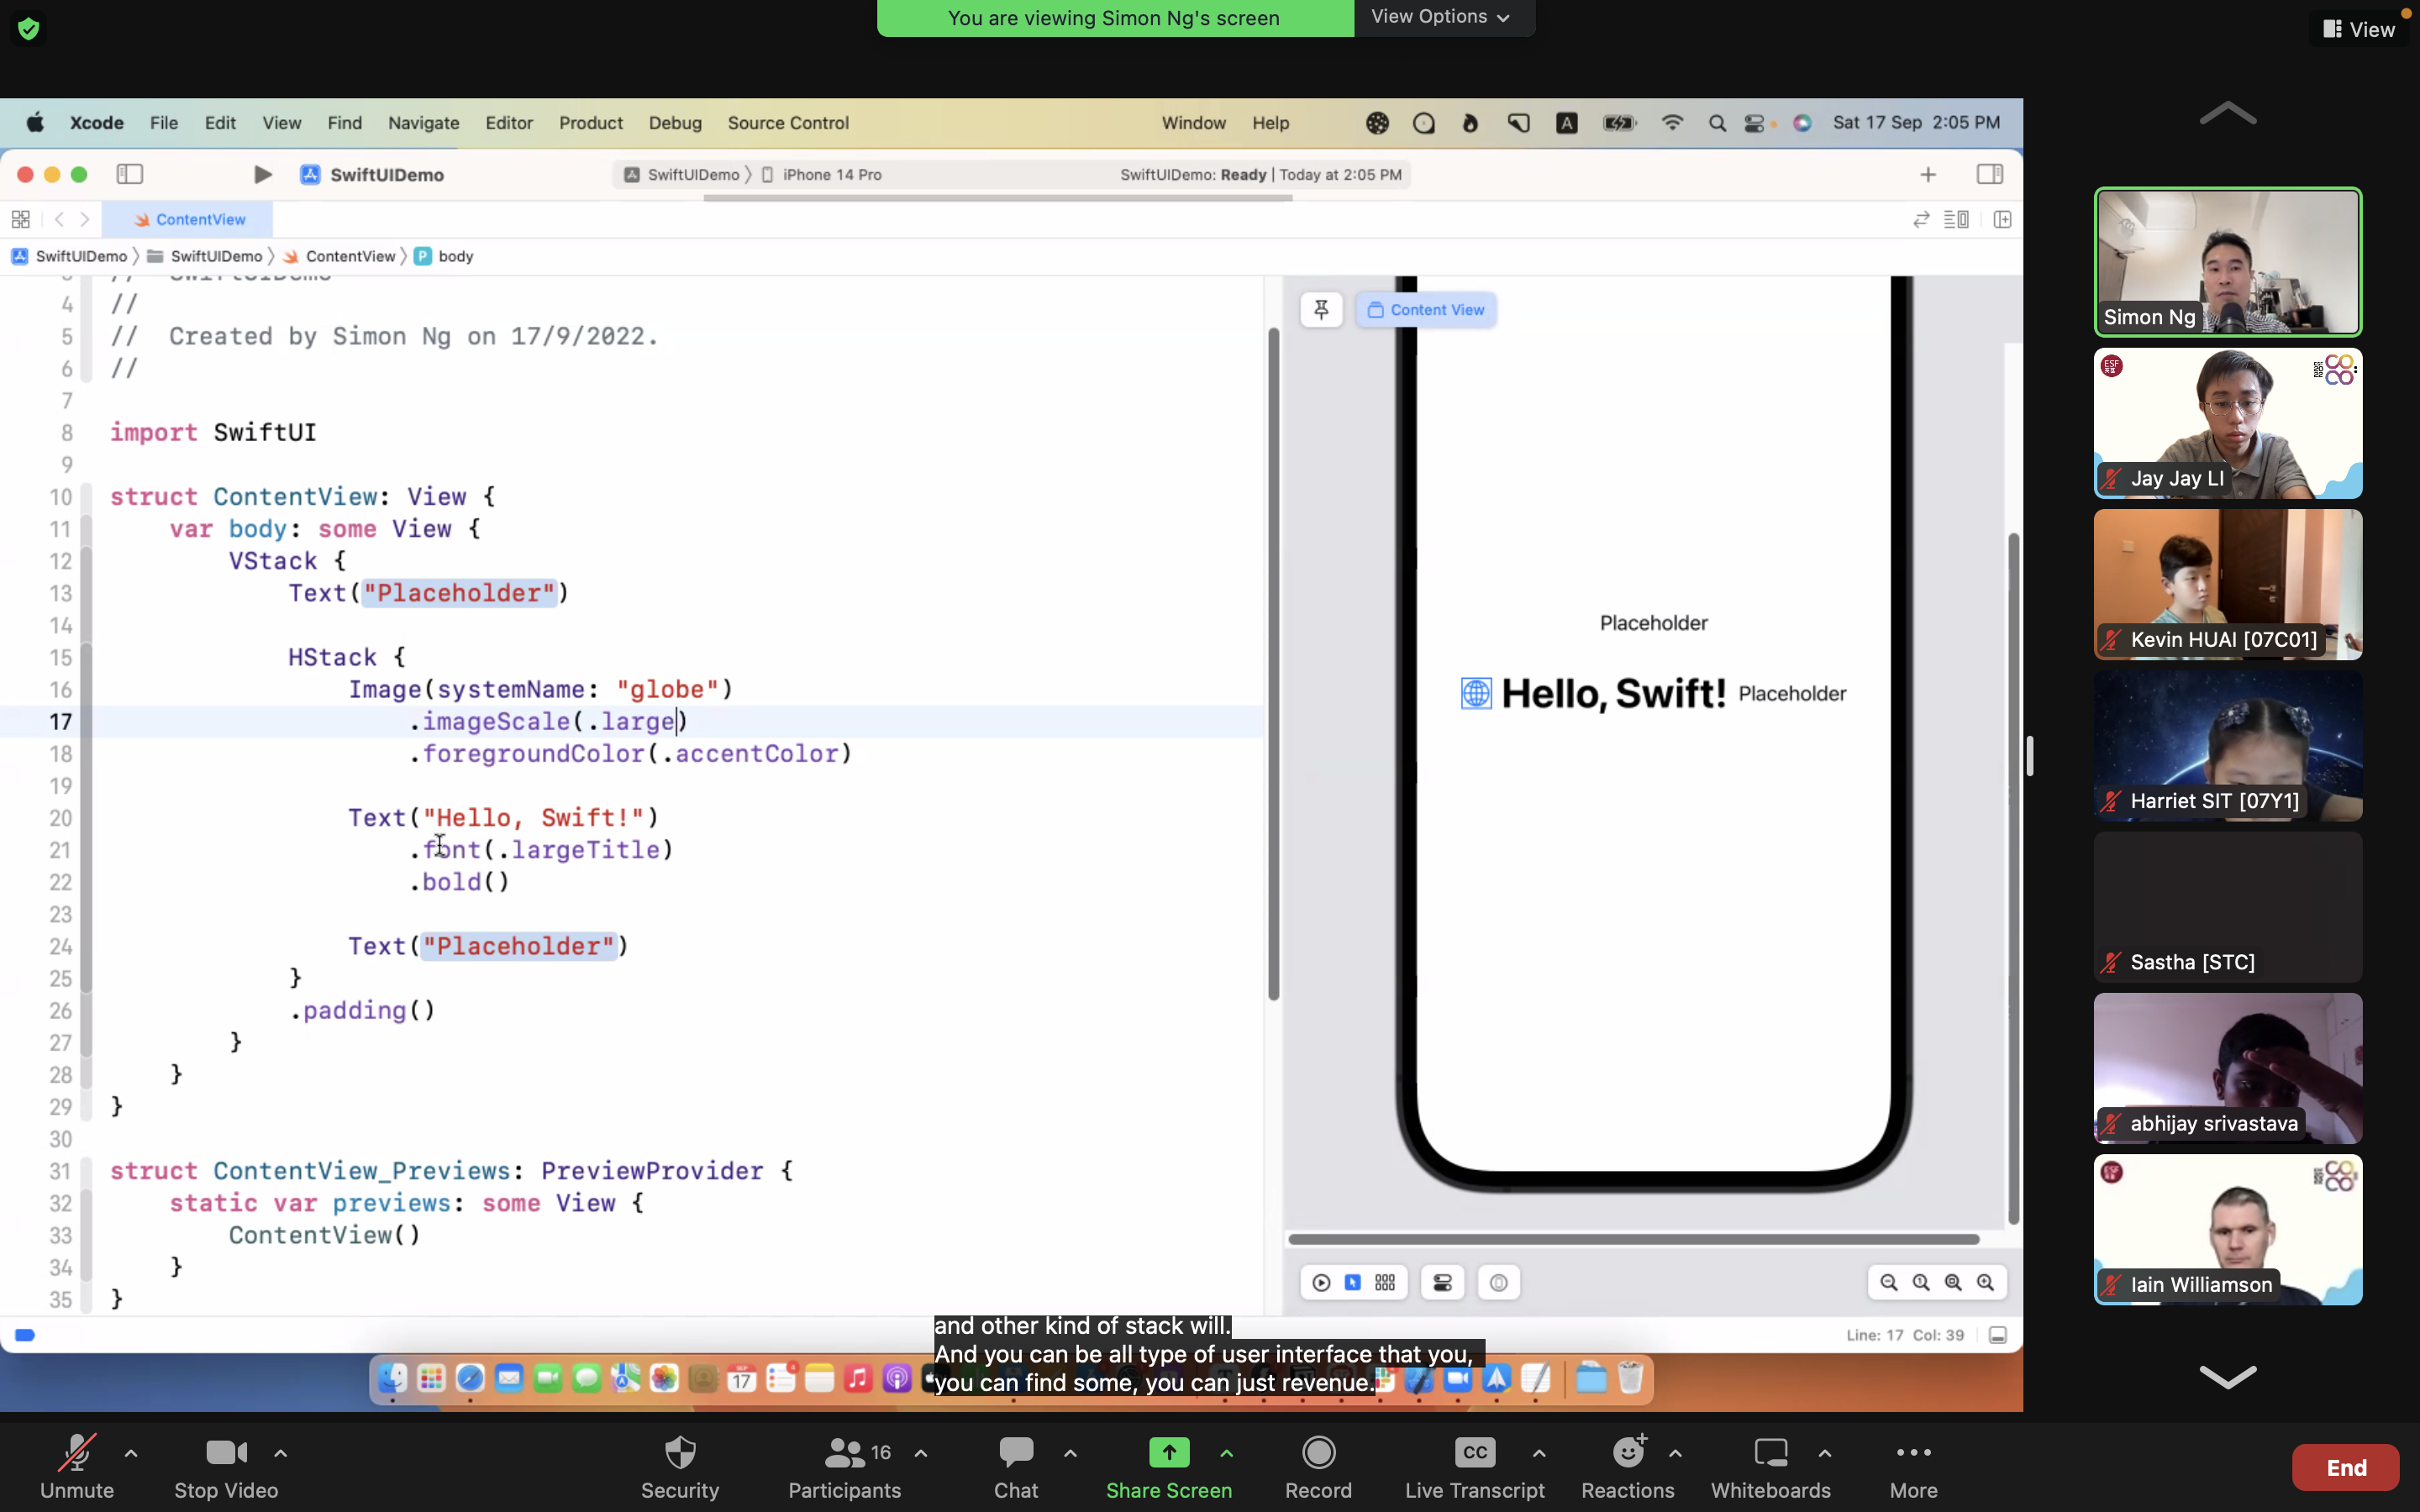 You are viewing Simon Ng's screen
View Options
View
Xcode File Edit View Find Navigate Editor Product Debug Source Control Window Help
A
Sat 17 Sep 2:05 PM
SwiftUIDemo
SwiftUIDemo 〉 iPhone 14 Pro
SwiftUIDemo: Ready | Today at 2:05 PM
ContentView
SwiftUIDemo 〉 SwiftUIDemo 〉 ContentView 〉 P body
4 //
5 //  Created by Simon Ng on 17/9/2022.
6 //
7
8 import SwiftUI
9
10 struct ContentView: View {
11     var body: some View {
12         VStack {
13             Text("Placeholder")
14
15             HStack {
16                 Image(systemName: "globe")
17                     .imageScale(.large)
18                     .foregroundColor(.accentColor)
19
20                 Text("Hello, Swift!")
21                     .font(.largeTitle)
22                     .bold()
23
24                 Text("Placeholder")
25             }
26             .padding()
27         }
28     }
29 }
30
31 struct ContentView_Previews: PreviewProvider {
32     static var previews: some View {
33         ContentView()
34     }
35 }
Content View
Placeholder
Hello, Swift! Placeholder
Line: 17 Col: 39
and other kind of stack will.
And you can be all type of user interface that you,
you can find some, you can just revenue.
17
4
Simon Ng
ESF
Jay Jay LI
Kevin HUAI [07C01]
Harriet SIT [07Y1]
Sastha [STC]
abhijay srivastava
Iain Williamson
Unmute
Stop Video
Security
16
Participants
Chat
Share Screen
Record
CC
Live Transcript
Reactions
Whiteboards
More
End